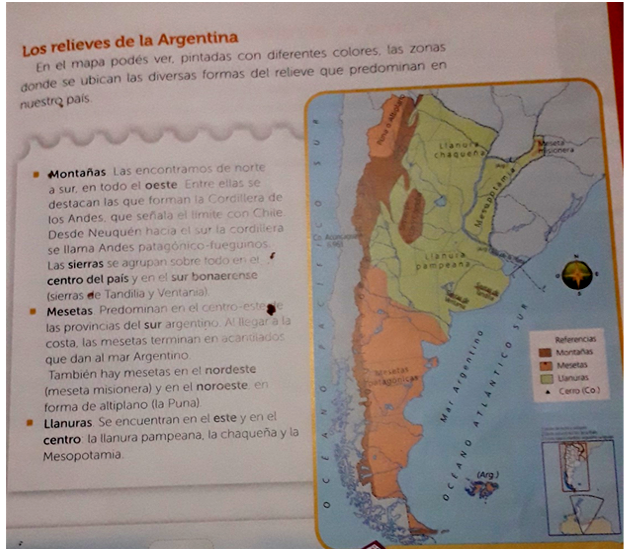 Los relieves de la Argentina
En el mapa podés ver, pintadas con diferentes colores, las zonas
donde se ubican las diversas formas del relieve que predominan en
nuestro país.
Montañas. Las encontramos de norte
a sur, en todo el oeste. Entre ellas se
destacan las que forman la Cordillera de
los Andes, que señala el límite con Chile.
Desde Neuquén hacia el sur la cordillera
se llama Andes patagónico-fueguinos.
Las sierras se agrupan sobre todo en el
centro del país y en el sur bonaerense
(sierras de Tandilia y Ventania).
Mesetas. Predominan en el centro-este de
las provincias del sur argentino. Al llegar a la
costa, las mesetas terminan en acantilados
que dan al mar Argentino.
También hay mesetas en el nordeste
(meseta misionera) y en el noroeste, en
forma de altiplano (la Puna).
Llanuras. Se encuentran en el este y en el
centro: la llanura pampeana, la chaqueña y la
Mesopotamia.
Llanura
chaqueña
Meseta
misionera
Mesopotamia
Co. Aconcagua
Llanura
pampeana
Mesetas
patagónicas
OCÉANO PACÍFICO SUR
Mar Argentino
OCÉANO ATLÁNTICO SUR
(Arg.)
N
O
E
S
Referencias
Montañas
Mesetas
Llanuras
Cerro (Co.)